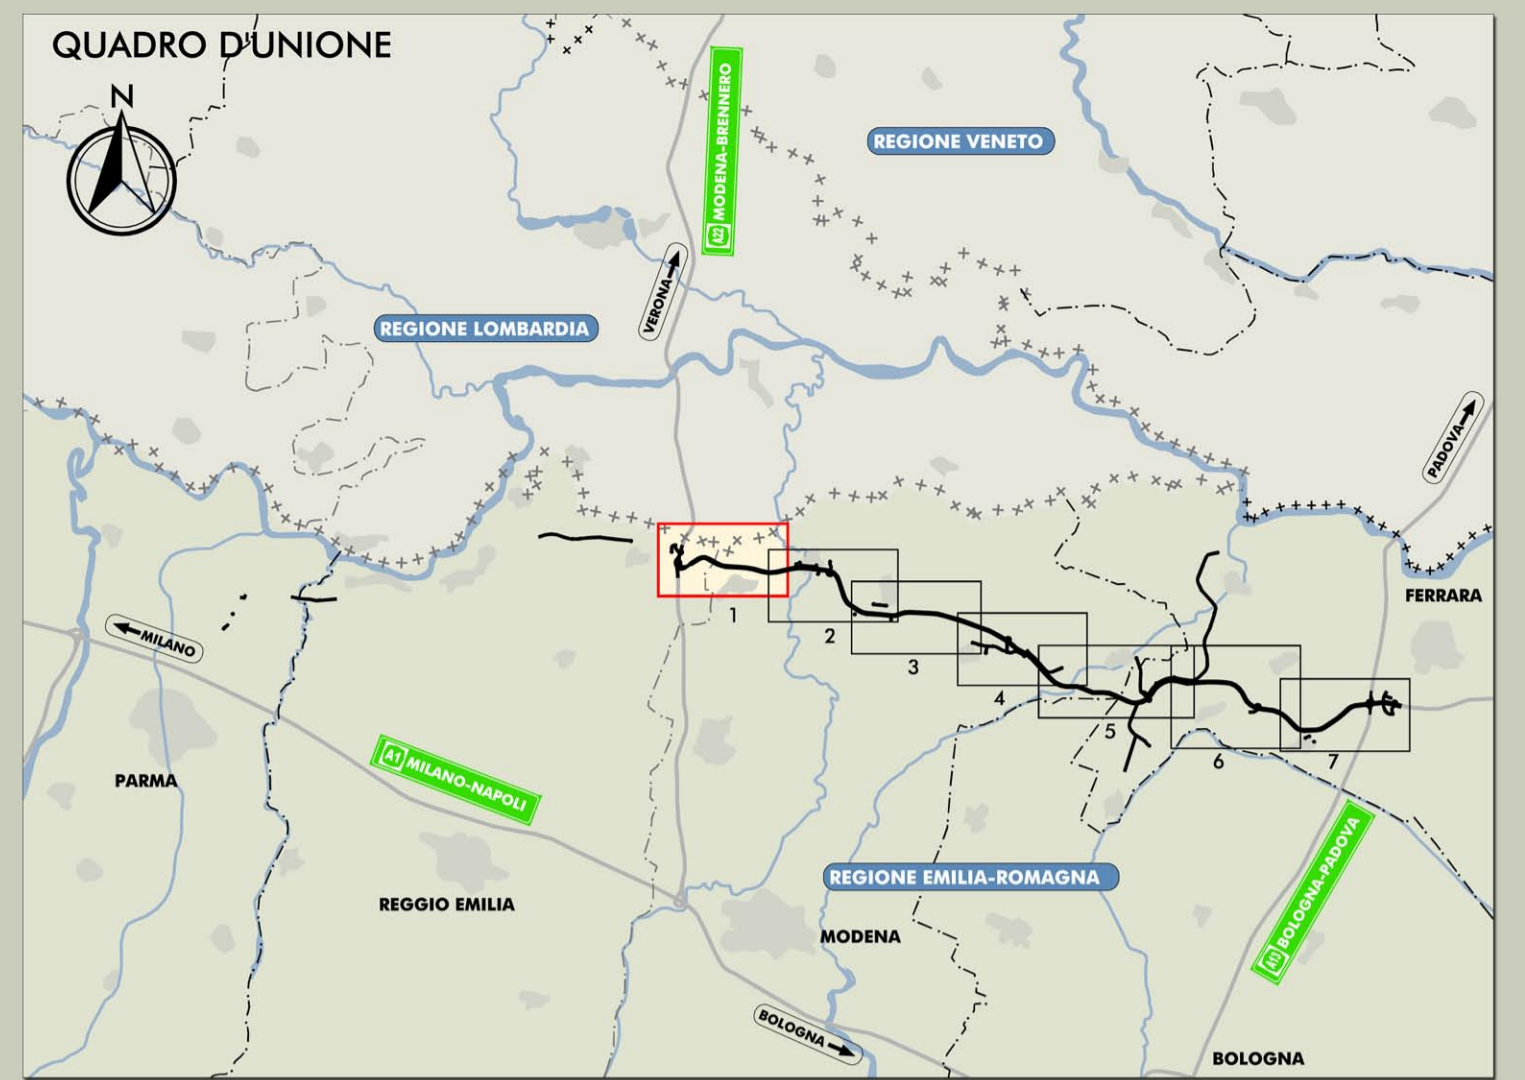 QUADRO D'UNIONE
N
A22 MODENA-BRENNERO
REGIONE VENETO
VERONA
REGIONE LOMBARDIA
PADOVA
FERRARA
1
MILANO
2
3
4
5
6
7
PARMA
A1 MILANO-NAPOLI
REGIONE EMILIA-ROMAGNA
A13 BOLOGNA-PADOVA
REGGIO EMILIA
MODENA
BOLOGNA
BOLOGNA